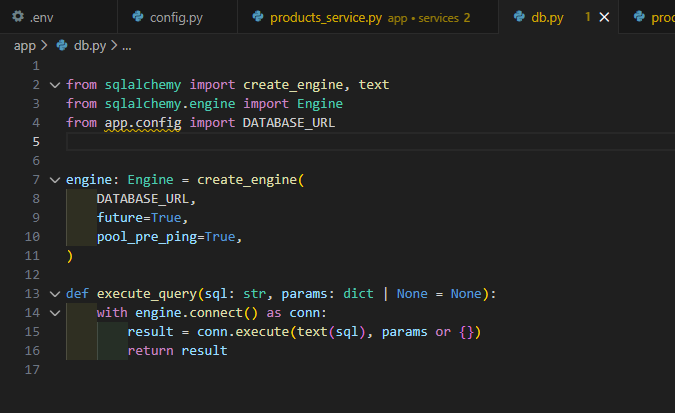 .env
config.py
products_service.py app • services 2
db.py 1
proc
app > db.py > ...
1
2 from sqlalchemy import create_engine, text
3 from sqlalchemy.engine import Engine
4 from app.config import DATABASE_URL
5
6
7 engine: Engine = create_engine(
8     DATABASE_URL,
9     future=True,
10     pool_pre_ping=True,
11 )
12
13 def execute_query(sql: str, params: dict | None = None):
14     with engine.connect() as conn:
15         result = conn.execute(text(sql), params or {})
16         return result
17